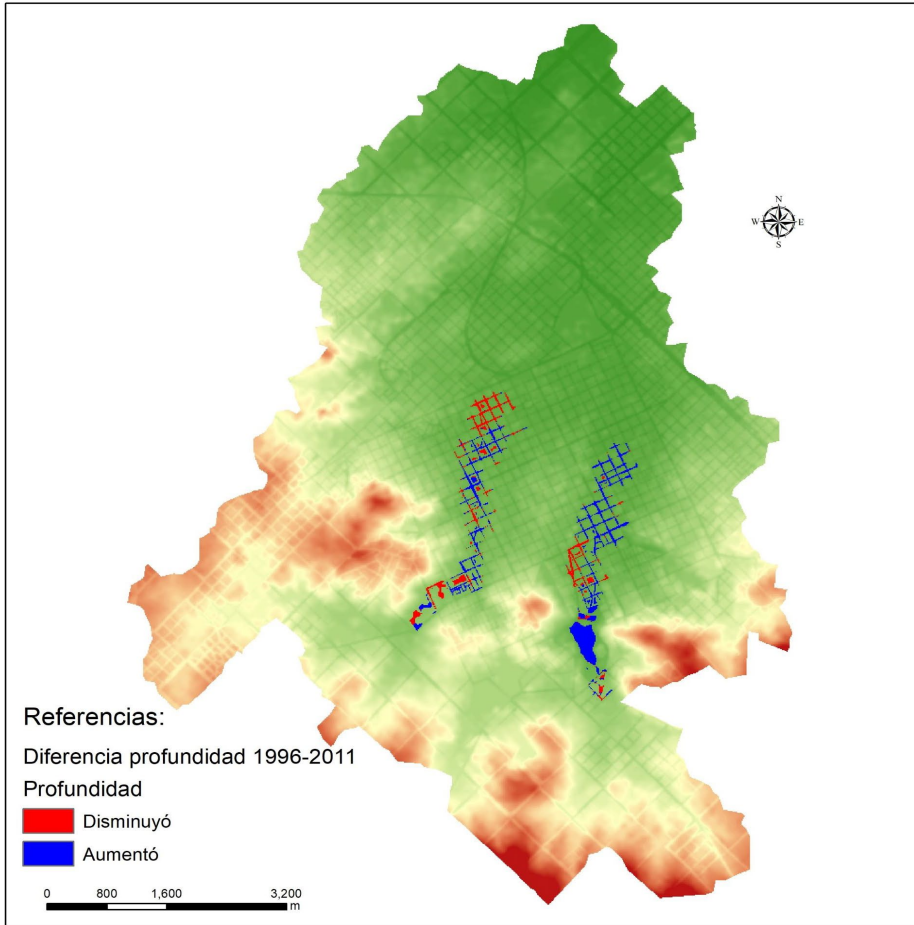 N
W E
S
Referencias:
Diferencia profundidad 1996-2011
Profundidad
Disminuyó
Aumentó
0 800 1,600 3,200
m